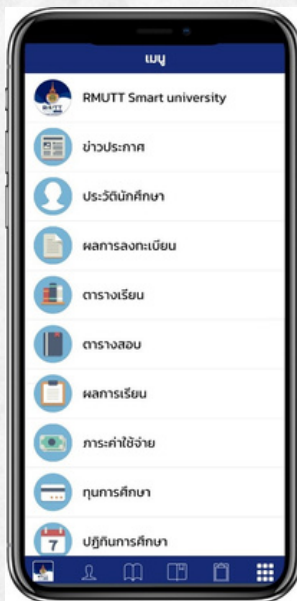 เมนู
RMUTT Smart university
ข่าวประกาศ
ประวัตินักศึกษา
ผลการลงทะเบียน
ตารางเรียน
ตารางสอบ
ผลการเรียน
ภาระค่าใช้จ่าย
ทุนการศึกษา
7
ปฏิทินการศึกษา